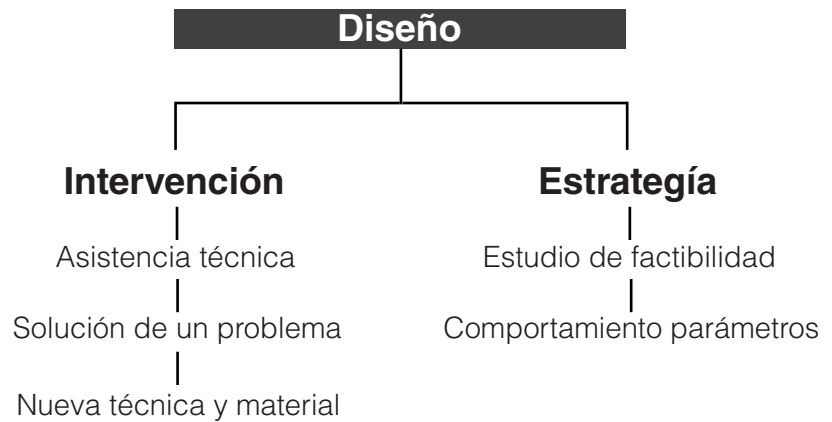 Diseño
Intervención
Estrategía
Asistencia técnica
Estudio de factibilidad
Solución de un problema
Comportamiento parámetros
Nueva técnica y material